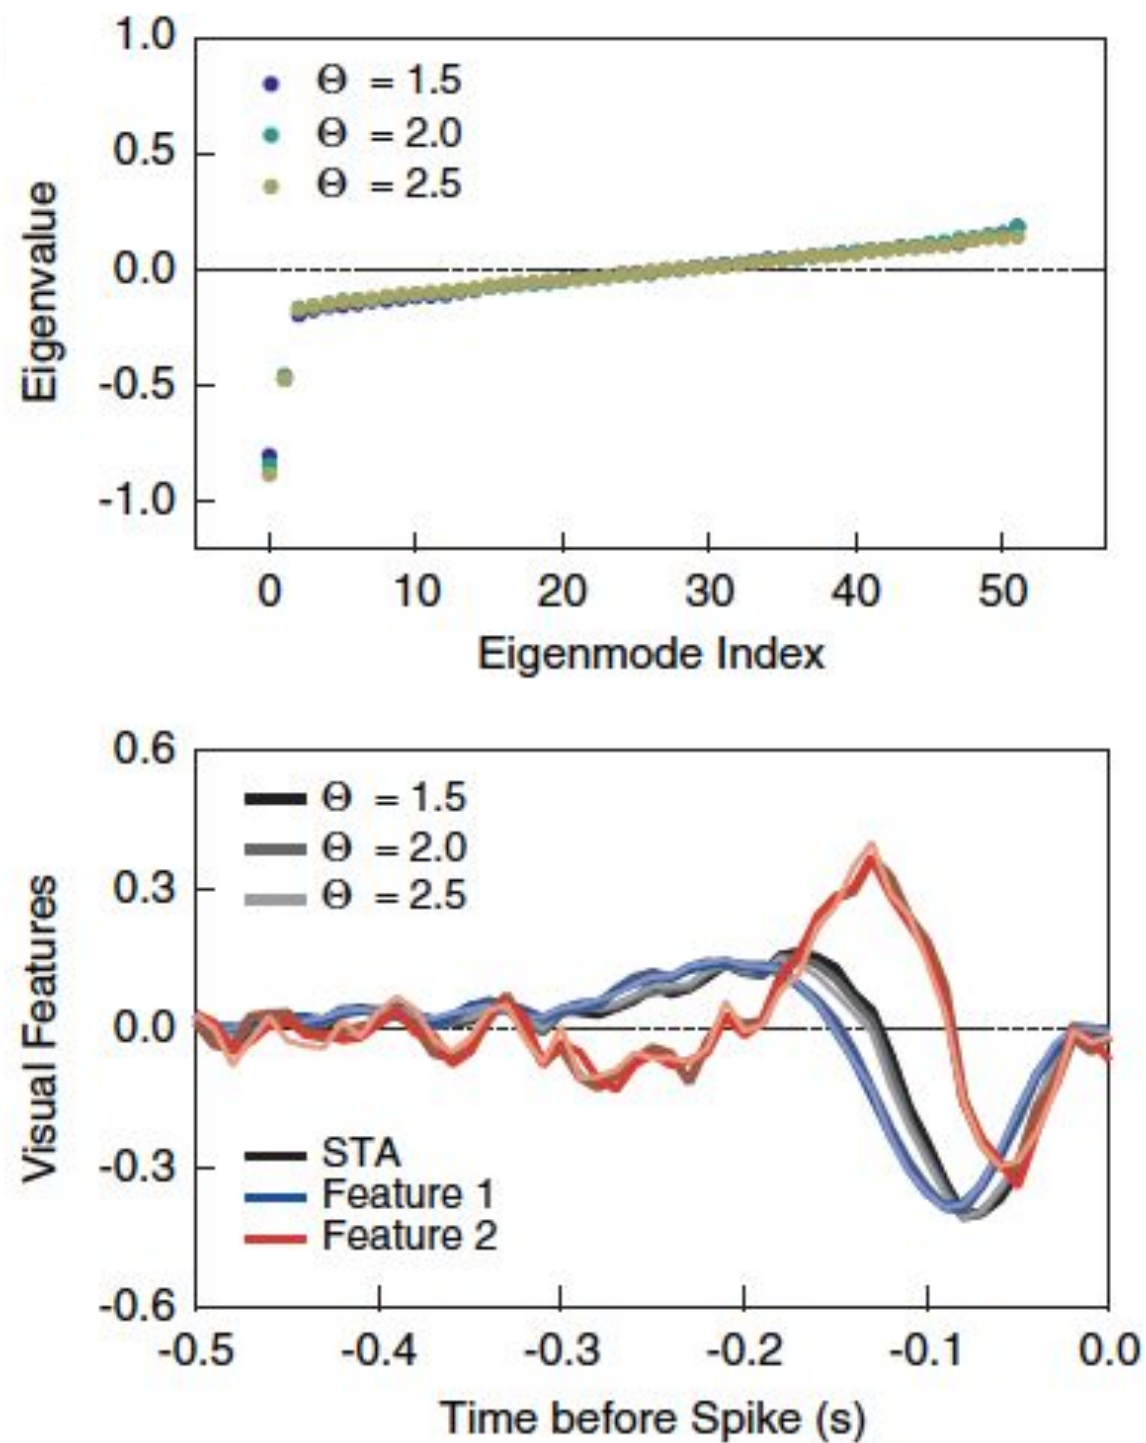 1.0
0.5
0.0
-0.5
-1.0
Eigenvalue
Θ = 1.5
Θ = 2.0
Θ = 2.5
0 10 20 30 40 50
Eigenmode Index
0.6
0.3
0.0
-0.3
-0.6
Visual Features
Θ = 1.5
Θ = 2.0
Θ = 2.5
STA
Feature 1
Feature 2
-0.5 -0.4 -0.3 -0.2 -0.1 0.0
Time before Spike (s)